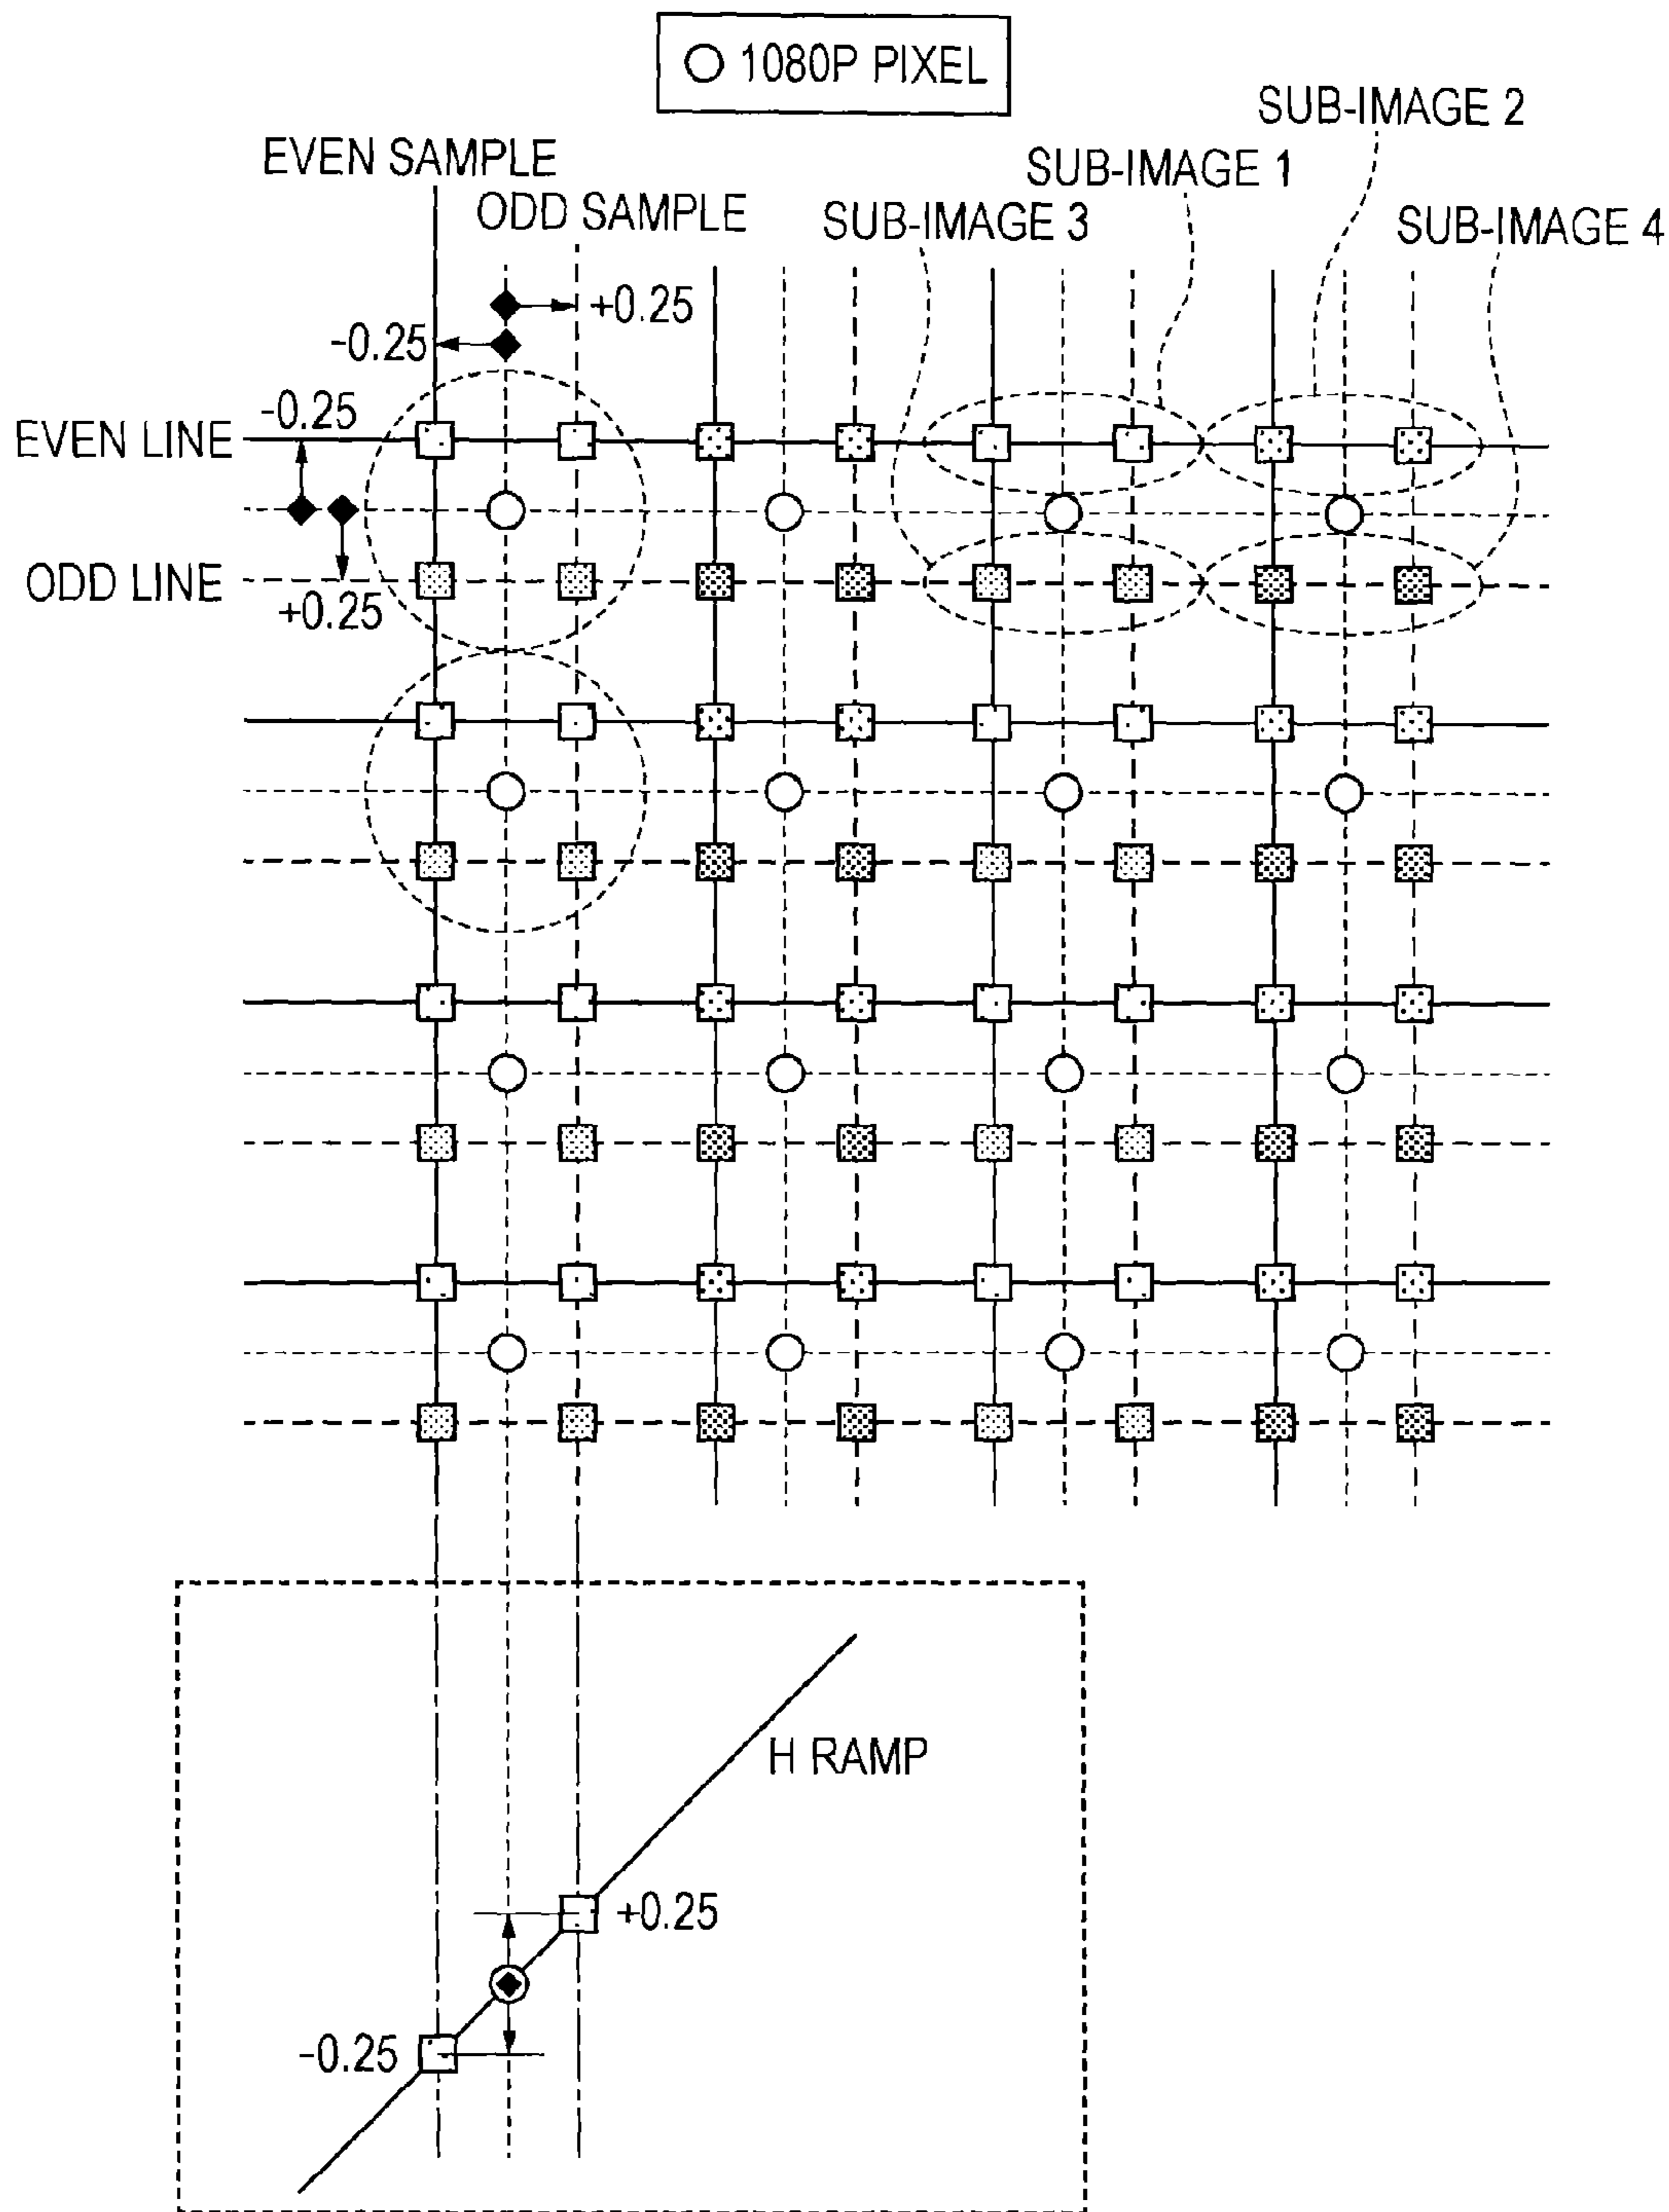 1080P PIXEL
SUB-IMAGE 2
EVEN SAMPLE
SUB-IMAGE 1
ODD SAMPLE
SUB-IMAGE 3
SUB-IMAGE 4
+0.25
-0.25
-0.25
EVEN LINE
ODD LINE
+0.25
H RAMP
+0.25
-0.25